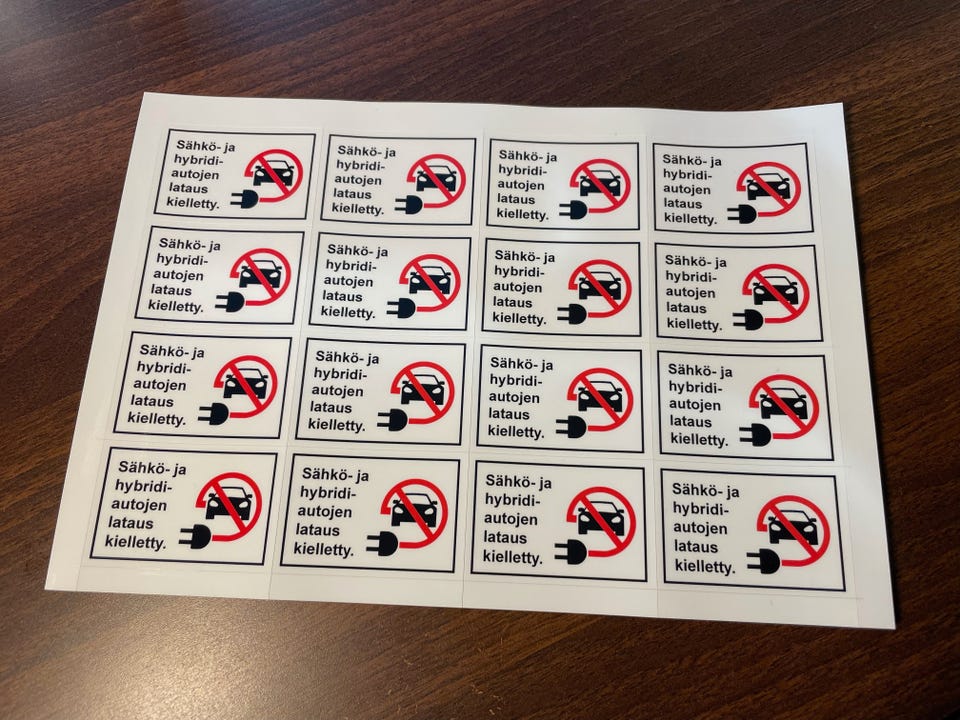 Sähkö- ja
hybridi-
autojen
lataus
kielletty.
Sähkö- ja
hybridi-
autojen
lataus
kielletty.
Sähkö- ja
hybridi-
autojen
lataus
kielletty.
Sähkö- ja
hybridi-
autojen
lataus
kielletty.
Sähkö- ja
hybridi-
autojen
lataus
kielletty.
Sähkö- ja
hybridi-
autojen
lataus
kielletty.
Sähkö- ja
hybridi-
autojen
lataus
kielletty.
Sähkö- ja
hybridi-
autojen
lataus
kielletty.
Sähkö- ja
hybridi-
autojen
lataus
kielletty.
Sähkö- ja
hybridi-
autojen
lataus
kielletty.
Sähkö- ja
hybridi-
autojen
lataus
kielletty.
Sähkö- ja
hybridi-
autojen
lataus
kielletty.
Sähkö- ja
hybridi-
autojen
lataus
kielletty.
Sähkö- ja
hybridi-
autojen
lataus
kielletty.
Sähkö- ja
hybridi-
autojen
lataus
kielletty.
Sähkö- ja
hybridi-
autojen
lataus
kielletty.